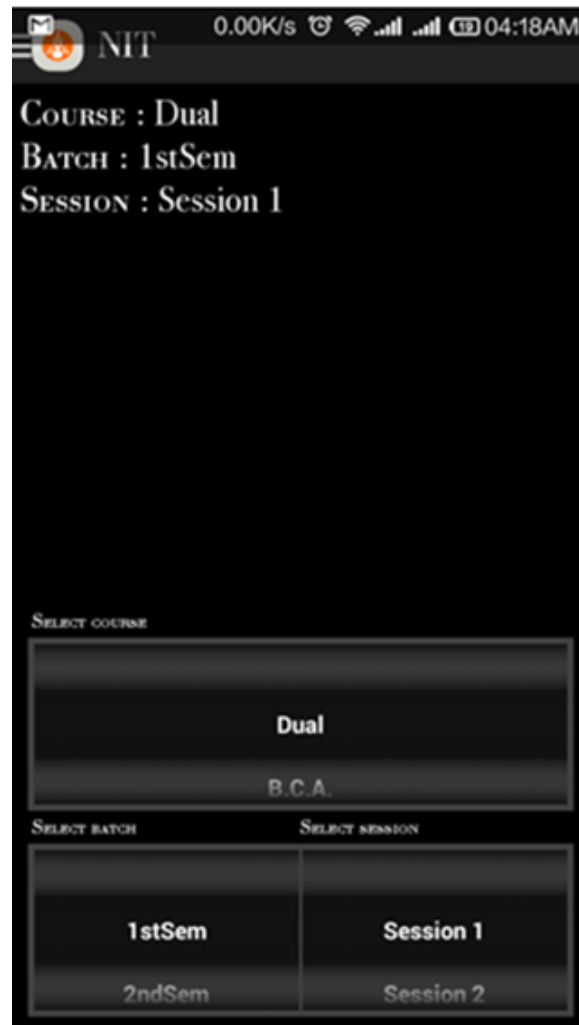 0.00K/s 19 04:18AM
NIT
Course : Dual
Batch : 1stSem
Session : Session 1
Select course
Dual
B.C.A.
Select batch Select session
1stSem Session 1
2ndSem Session 2